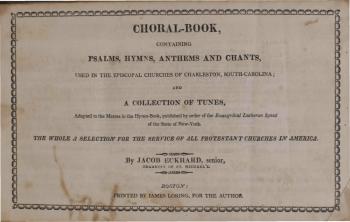 CHORAL-BOOK,
CONTAINING
PSALMS, HYMNS, ANTHEMS AND CHANTS,
USED IN THE EPISCOPAL CHURCHES OF CHARLESTON, SOUTH-CAROLINA;
AND
A COLLECTION OF TUNES,
Adapted to the Metres in the Hymn-Book, published by order of the Evangelical Lutheran Synod
of the State of New-York.
THE WHOLE A SELECTION FOR THE SERVICE OF ALL PROTESTANT CHURCHES IN AMERICA.
By JACOB ECKHARD, senior,
ORGANIST OF ST. MICHAEL'S.
BOSTON:
PRINTED BY JAMES LORING, FOR THE AUTHOR.